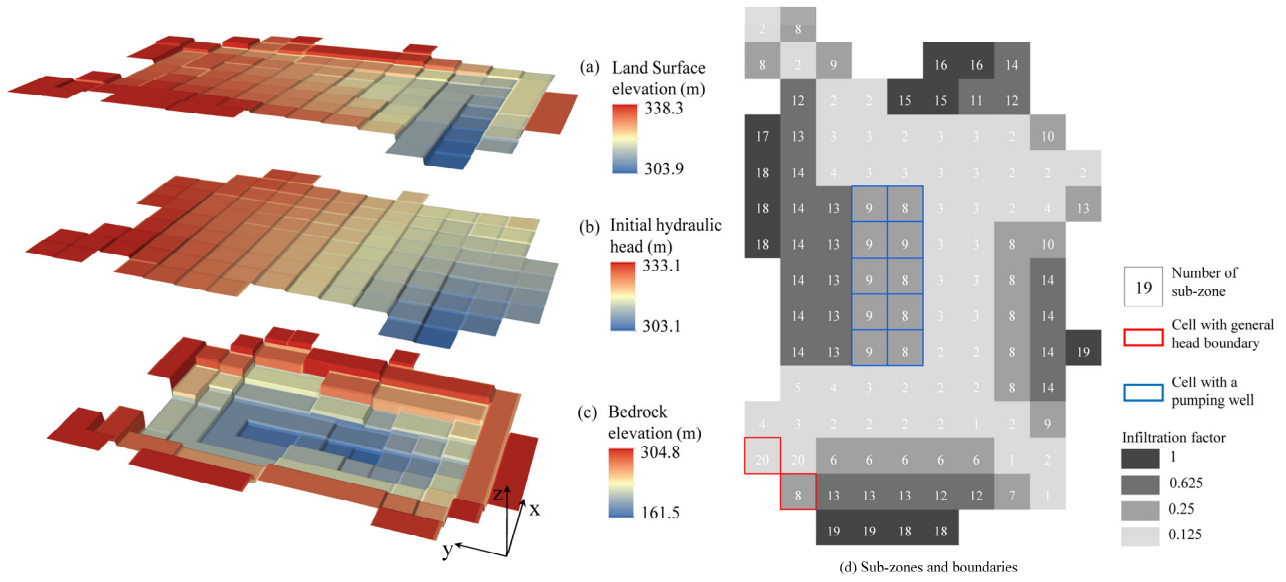 (a) Land Surface
elevation (m)
338.3
303.9
(b) Initial hydraulic
head (m)
333.1
303.1
(c) Bedrock
elevation (m)
304.8
161.5
z
x
y
2 8
8 2 9 16 16 14
12 2 2 15 15 11 12
17 13 3 3 2 3 3 2 10
18 14 4 3 3 3 3 2 2 2
18 14 13 9 8 3 3 2 4 13
18 14 13 9 9 3 3 8 10
14 13 9 8 3 3 8 14
14 13 9 8 3 3 8 14
14 13 9 8 2 2 8 14 19
5 4 3 2 2 2 8 14
4 3 2 2 2 2 1 2 9
20 20 6 6 6 6 6 1 2
8 13 13 13 12 12 7 1
19 19 18 18
19 Number of
sub-zone
Cell with general
head boundary
Cell with a
pumping well
Infiltration factor
1
0.625
0.25
0.125
(d) Sub-zones and boundaries